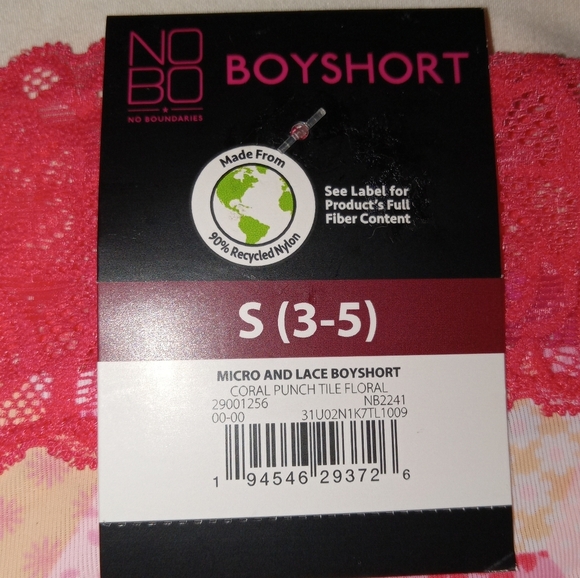 NO
BO
NO BOUNDARIES
BOYSHORT
Made From
90% Recycled Nylon
See Label for
Product's Full
Fiber Content
S (3-5)
MICRO AND LACE BOYSHORT
CORAL PUNCH TILE FLORAL
29001256 NB2241
00-00 31U02N1K7TL1009
1 94546 29372 6